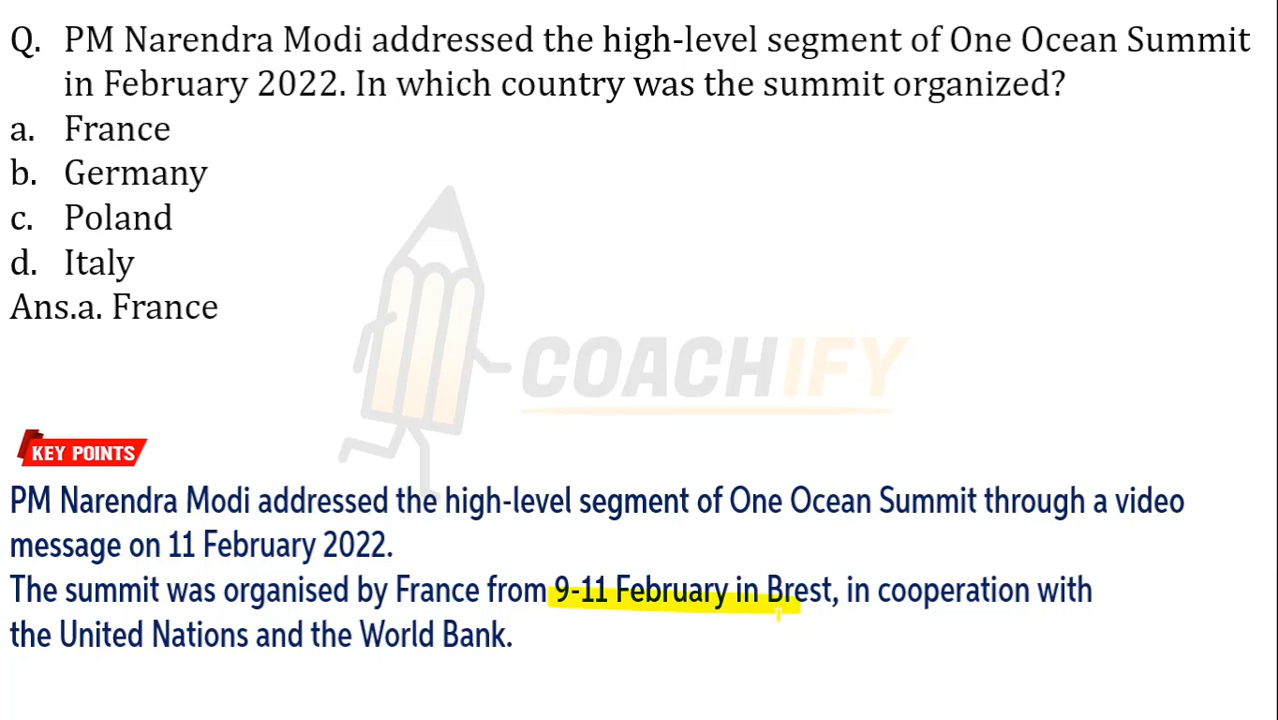 Q. PM Narendra Modi addressed the high-level segment of One Ocean Summit
in February 2022. In which country was the summit organized?
a. France
b. Germany
c. Poland
d. Italy
Ans.a. France
COACHIFY
KEY POINTS
PM Narendra Modi addressed the high-level segment of One Ocean Summit through a video
message on 11 February 2022.
The summit was organised by France from 9-11 February in Brest, in cooperation with
the United Nations and the World Bank.